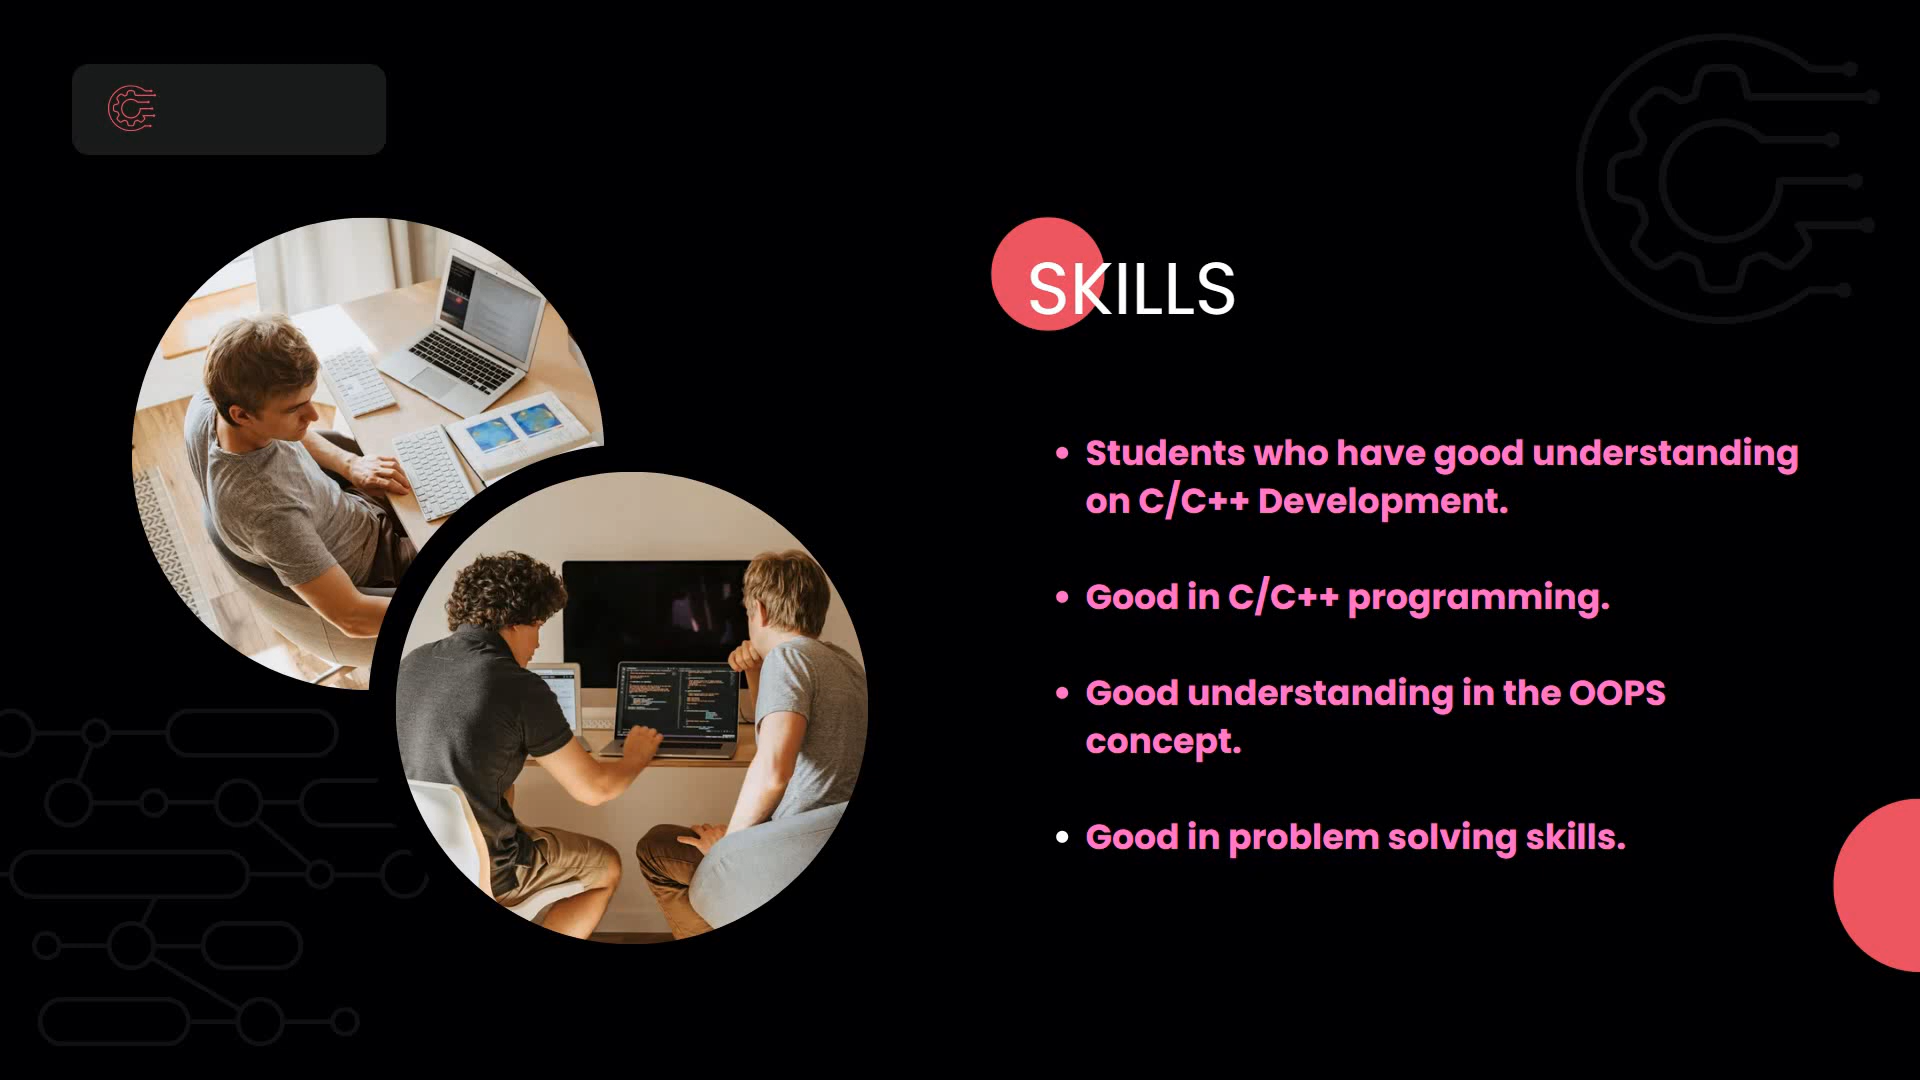 SKILLS
• Students who have good understanding
on C/C++ Development.
• Good in C/C++ programming.
• Good understanding in the OOPS
concept.
• Good in problem solving skills.